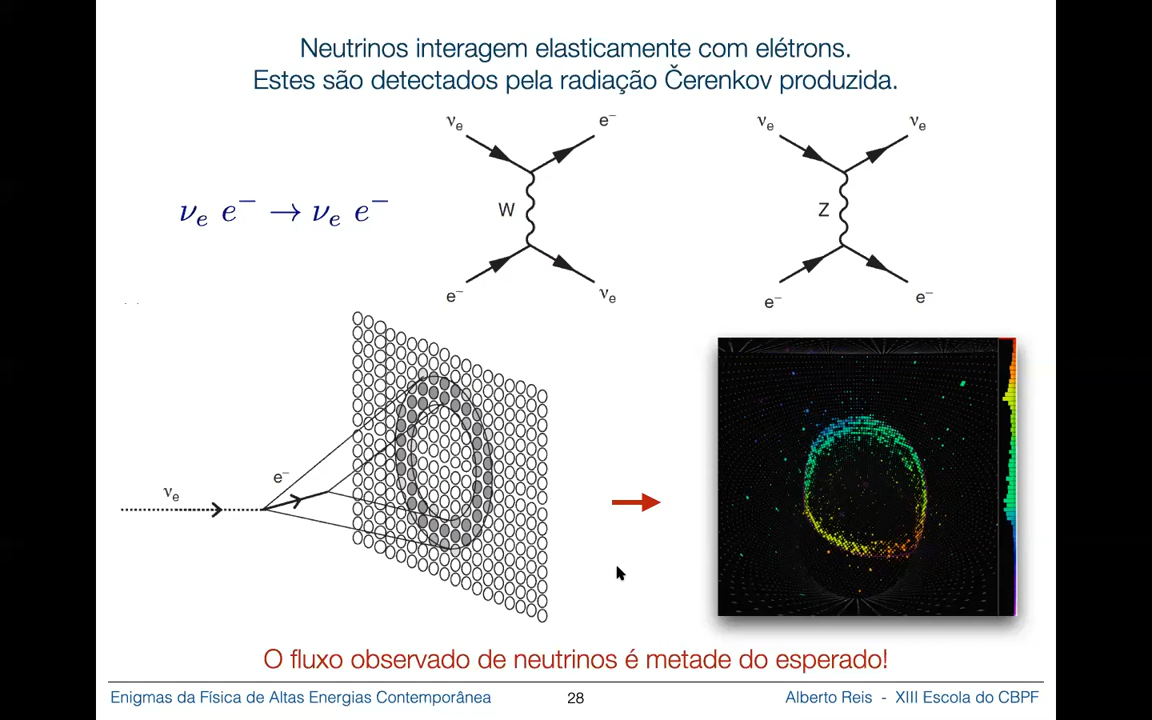 Neutrinos interagem elasticamente com elétrons.
Estes são detectados pela radiação Čerenkov produzida.
νe e⁻ νe νe
νe e⁻ → νe e⁻
W Z
e⁻ νe e⁻ e⁻
e⁻
νe
O fluxo observado de neutrinos é metade do esperado!
Enigmas da Física de Altas Energias Contemporânea 28 Alberto Reis - XIII Escola do CBPF